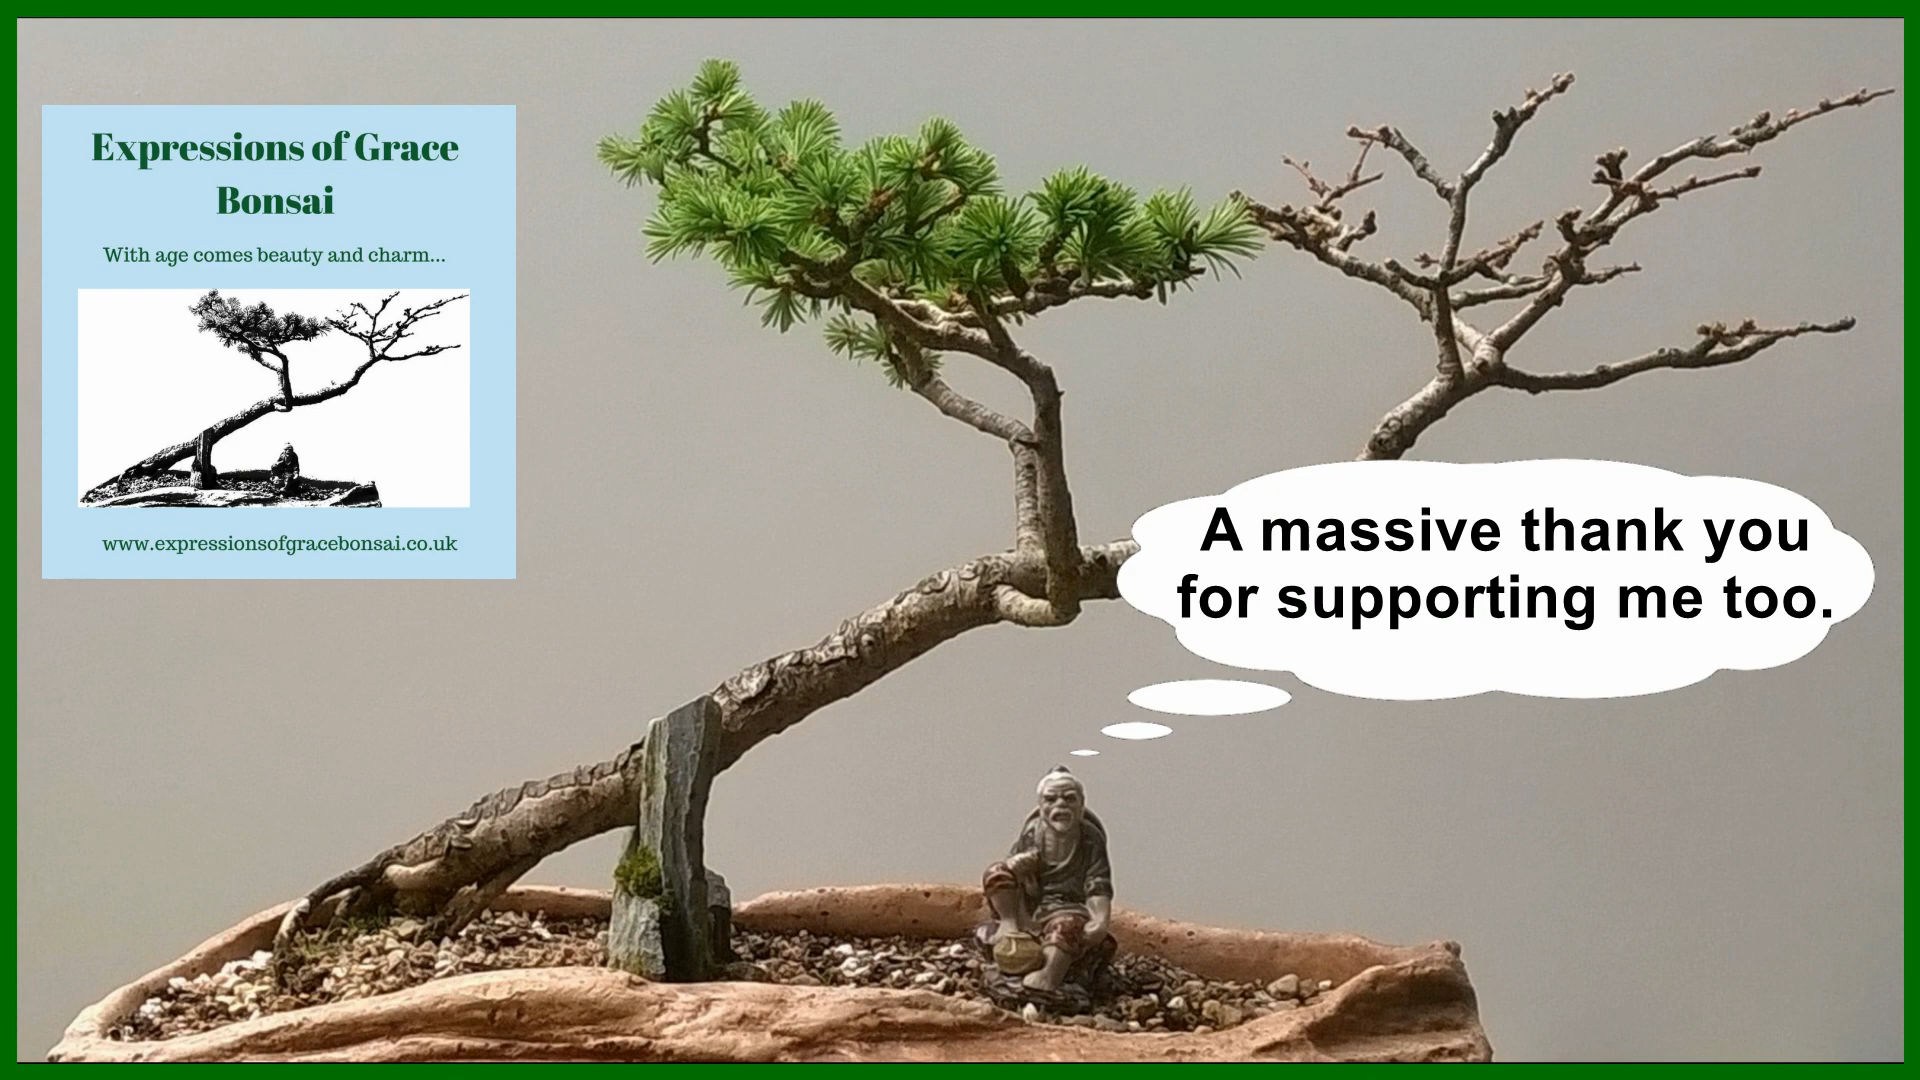 Expressions of Grace
Bonsai
With age comes beauty and charm...
www.expressionsofgracebonsai.co.uk
A massive thank you
for supporting me too.